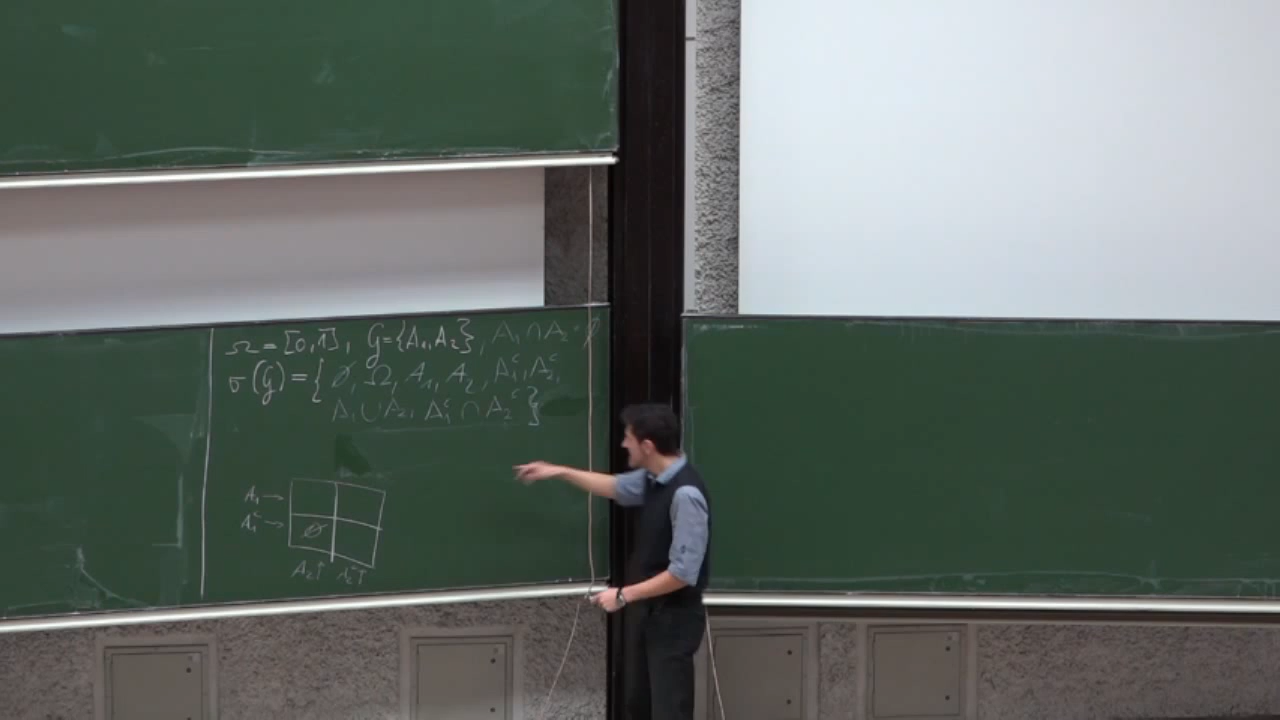 Ω = [0,1], G = {A₁,A₂}, A₁∩A₂=∅
σ(G) = { ∅, Ω, A₁, A₂, A₁ᶜ, A₂ᶜ,
A₁∪A₂, A₁ᶜ∩A₂ᶜ }
A₁ →
A₁ᶜ → ∅
A₂↑ A₂ᶜ↑